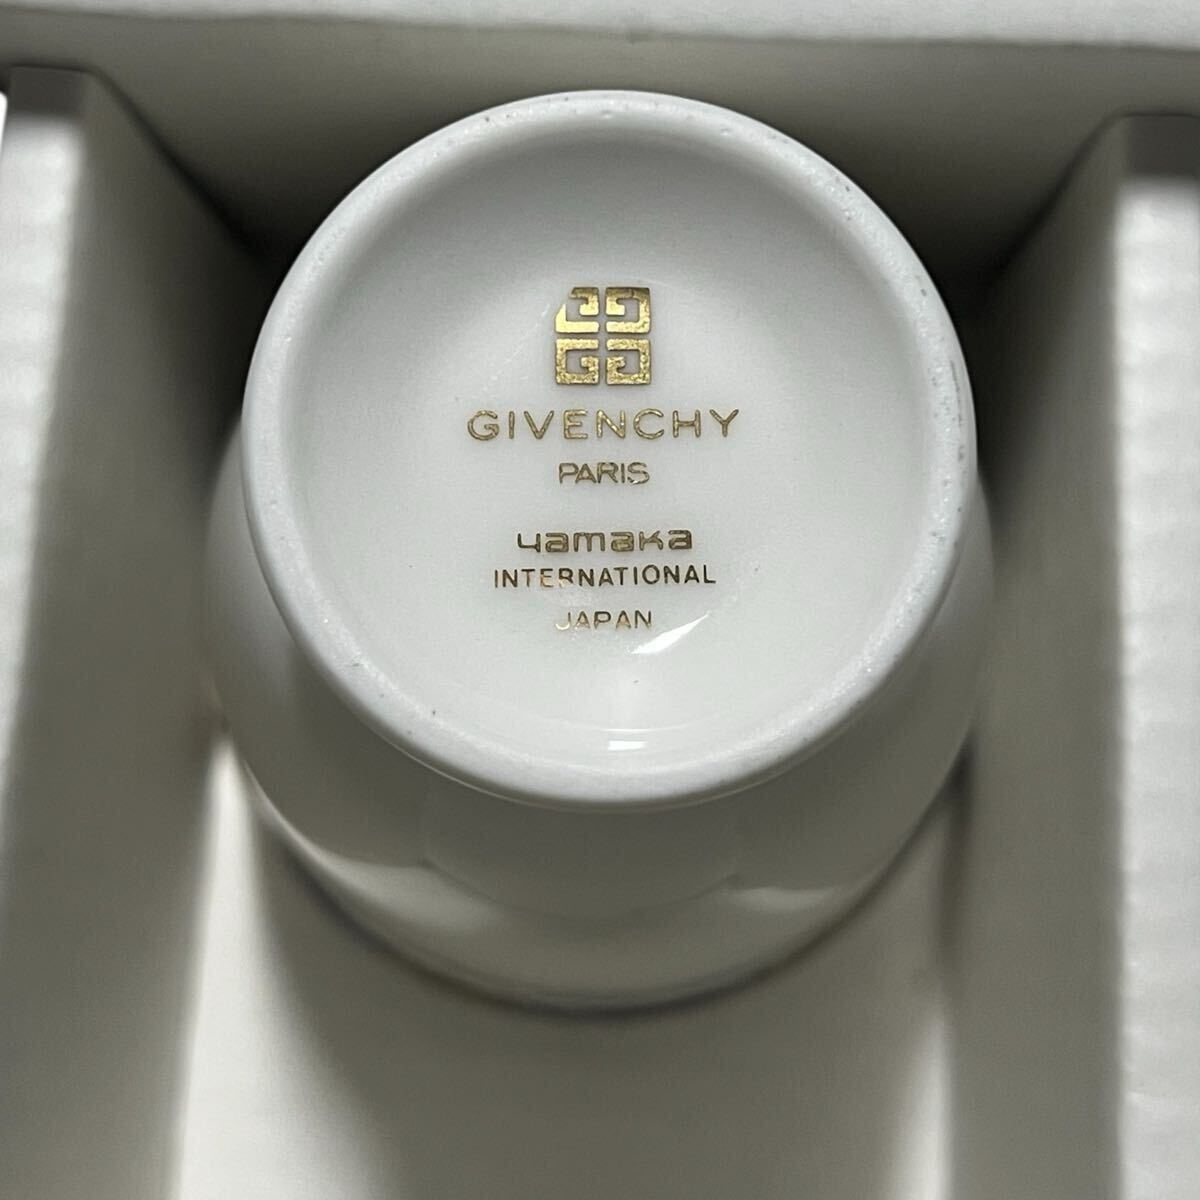 GIVENCHY
PARIS
yamaka
INTERNATIONAL
JAPAN